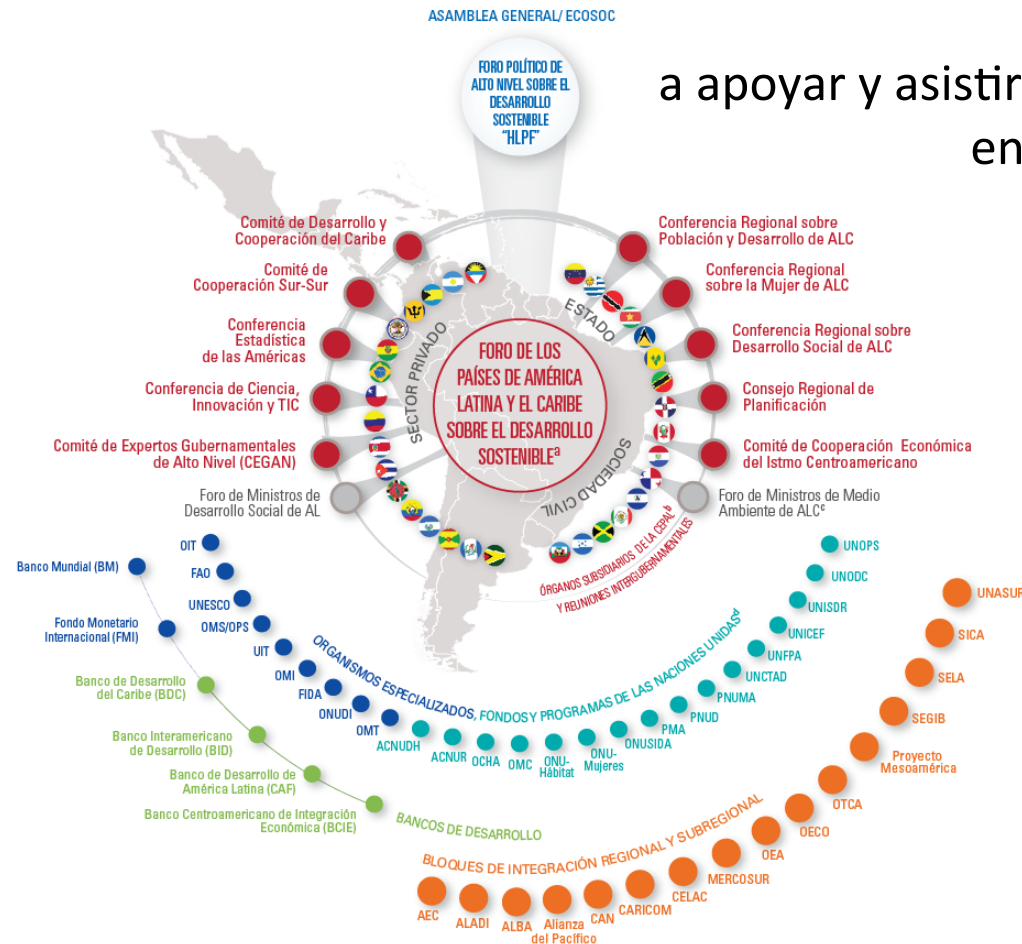 ASAMBLEA GENERAL/ ECOSOC
FORO POLÍTICO DE
ALTO NIVEL SOBRE EL
DESARROLLO
SOSTENIBLE
"HLPF"
a apoyar y asistir
en
Comité de Desarrollo y
Cooperación del Caribe
Comité de
Cooperación Sur-Sur
Conferencia
Estadística
de las Américas
Conferencia de Ciencia,
Innovación y TIC
Comité de Expertos Gubernamentales
de Alto Nivel (CEGAN)
Foro de Ministros de
Desarrollo Social de AL
Conferencia Regional sobre
Población y Desarrollo de ALC
Conferencia Regional
sobre la Mujer de ALC
Conferencia Regional sobre
Desarrollo Social de ALC
Consejo Regional de
Planificación
Comité de Cooperación Económica
del Istmo Centroamericano
Foro de Ministros de Medio
Ambiente de ALCᶜ
SECTOR PRIVADO
ESTADO
SOCIEDAD CIVIL
FORO DE LOS
PAÍSES DE AMÉRICA
LATINA Y EL CARIBE
SOBRE EL DESARROLLO
SOSTENIBLEᵃ
ÓRGANOS SUBSIDIARIOS DE LA CEPALᵇ
Y REUNIONES INTERGUBERNAMENTALES
OIT
FAO
UNESCO
OMS/OPS
UIT
OMI
FIDA
ONUDI
OMT
ACNUDH
ACNUR
OCHA
OMC
ONU-
Hábitat
ONU-
Mujeres
ONUSIDA
PMA
PNUD
PNUMA
UNCTAD
UNFPA
UNICEF
UNISDR
UNODC
UNOPS
ORGANISMOS ESPECIALIZADOS, FONDOS Y PROGRAMAS DE LAS NACIONES UNIDASᵈ
Banco Mundial (BM)
Fondo Monetario
Internacional (FMI)
Banco de Desarrollo
del Caribe (BDC)
Banco Interamericano
de Desarrollo (BID)
Banco de Desarrollo de
América Latina (CAF)
Banco Centroamericano de Integración
Económica (BCIE)
BANCOS DE DESARROLLO
BLOQUES DE INTEGRACIÓN REGIONAL Y SUBREGIONAL
AEC
ALADI
ALBA
Alianza
del Pacífico
CAN
CARICOM
CELAC
MERCOSUR
OEA
OECO
OTCA
Proyecto
Mesoamérica
SEGIB
SELA
SICA
UNASUR